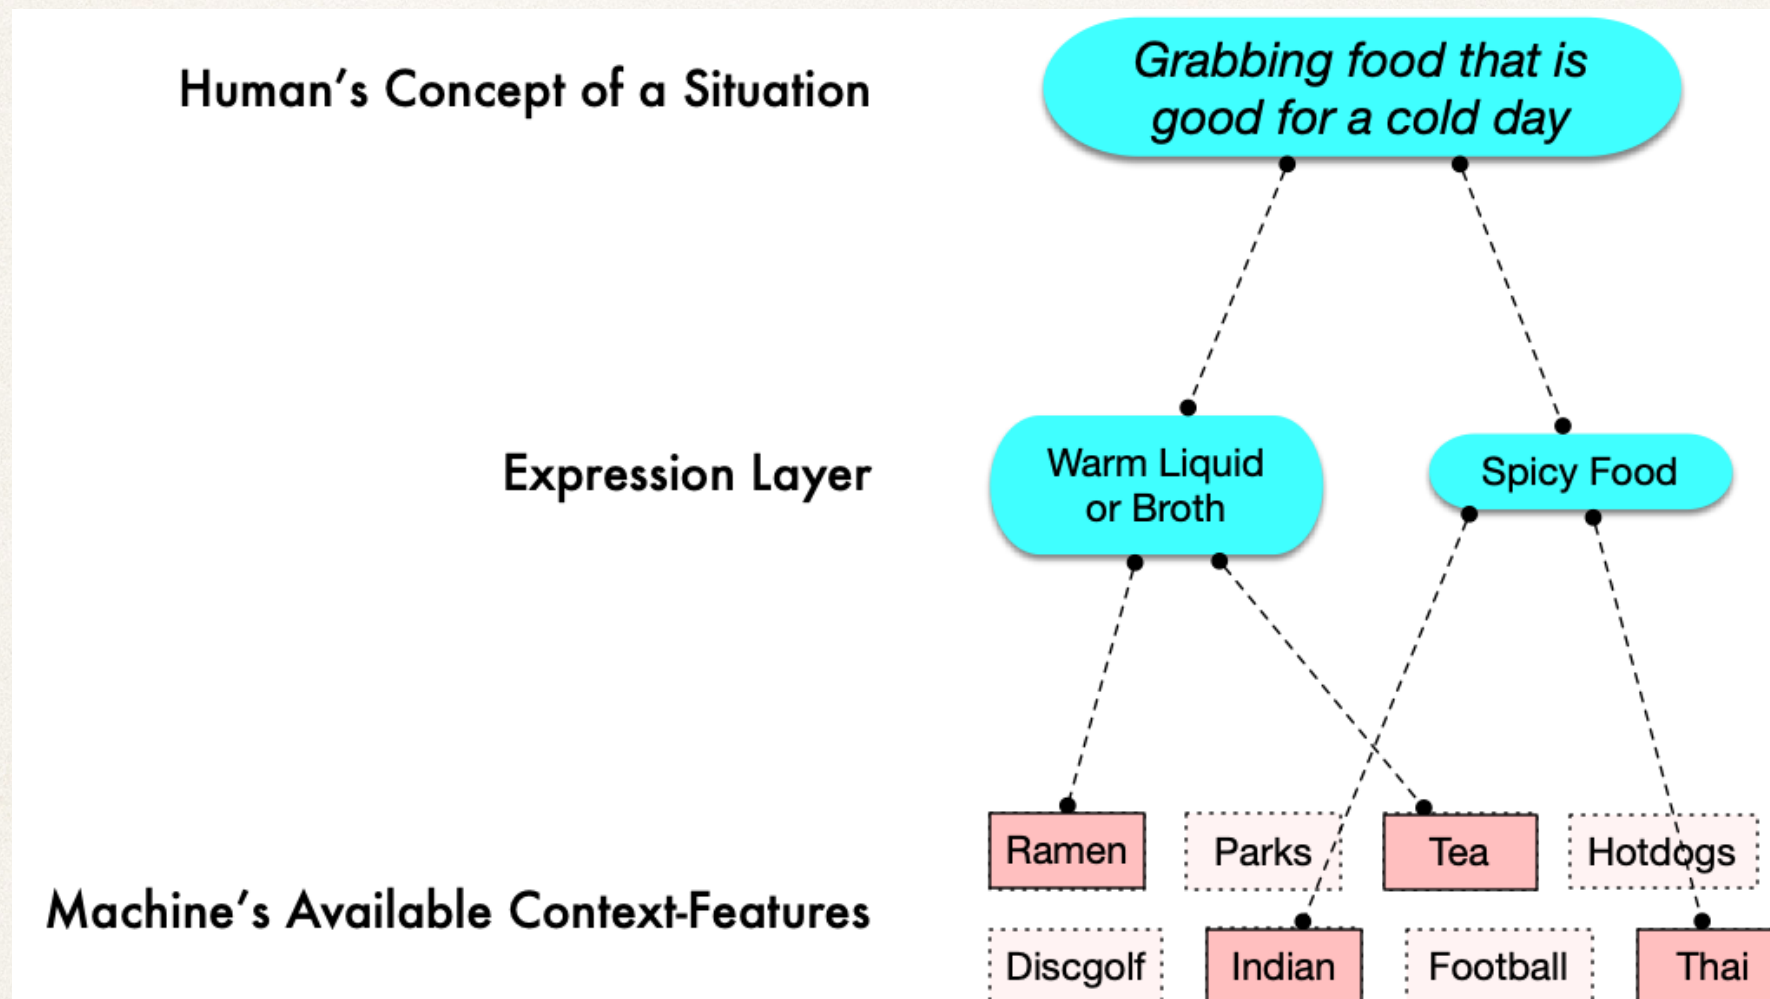 Human's Concept of a Situation
Grabbing food that is
good for a cold day
Expression Layer
Warm Liquid
or Broth
Spicy Food
Machine's Available Context-Features
Ramen
Parks
Tea
Hotdogs
Discgolf
Indian
Football
Thai